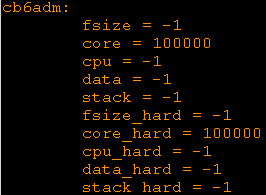 cb6adm:
fsize = -1
core = 100000
cpu = -1
data = -1
stack = -1
fsize_hard = -1
core_hard = 100000
cpu_hard = -1
data_hard = -1
stack_hard = -1